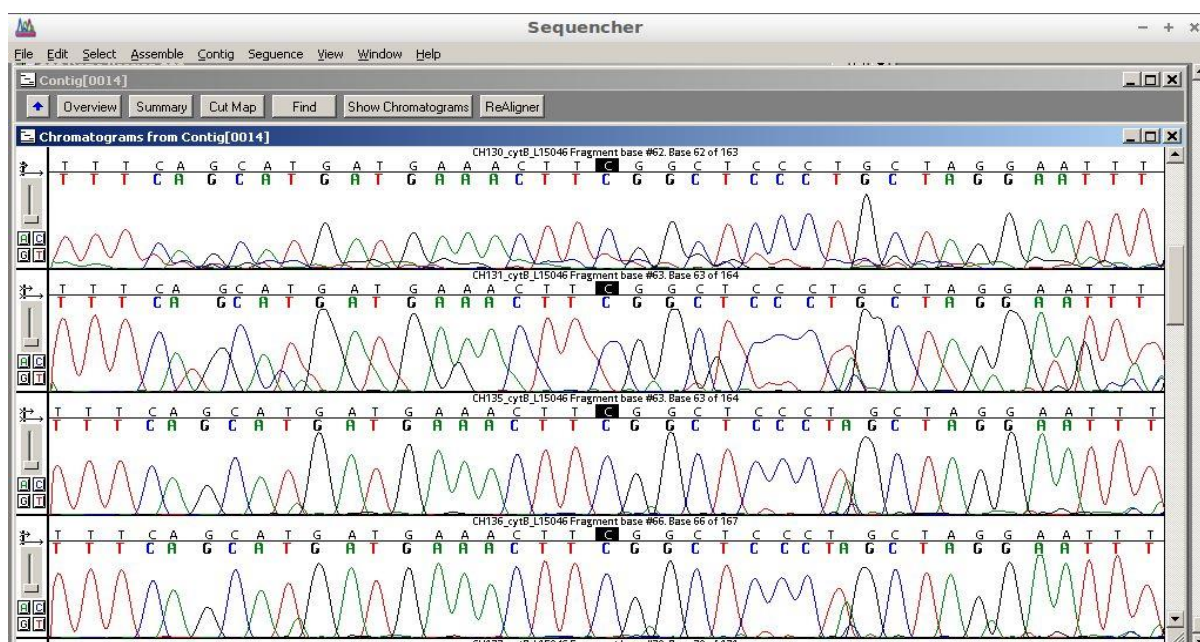 Sequencher
File Edit Select Assemble Contig Sequence View Window Help
Contig[0014]
Overview Summary Cut Map Find Show Chromatograms ReAligner
Chromatograms from Contig[0014]
CH130_cytB_L15046 Fragment base #62. Base 62 of 163
T T T C A G C A T G A T G A A A C T T C G G C T C C C T G C T A G G A A T T T
T T T C A G C A T G A T G A A A C T T C G G C T C C C T G C T A G G A A T T T
A C
G T
CH131_cytB_L15046 Fragment base #63. Base 63 of 164
T T T C A G C A T G A T G A A A C T T C G G C T C C C T G C T A G G A A T T T
T T T C A G C A T G A T G A A A C T T C G G C T C C C T G C T A G G A A T T T
A C
G T
CH135_cytB_L15046 Fragment base #63. Base 63 of 164
T T T C A G C A T G A T G A A A C T T C G G C T C C C T A G C T A G G A A T T T
T T T C A G C A T G A T G A A A C T T C G G C T C C C T A G C T A G G A A T T T
A C
G T
CH136_cytB_L15046 Fragment base #66. Base 66 of 167
T T T C A G C A T G A T G A A A C T T C G G C T C C C T A G C T A G G A A T T T
T T T C A G C A T G A T G A A A C T T C G G C T C C C T A G C T A G G A A T T T
A C
G T